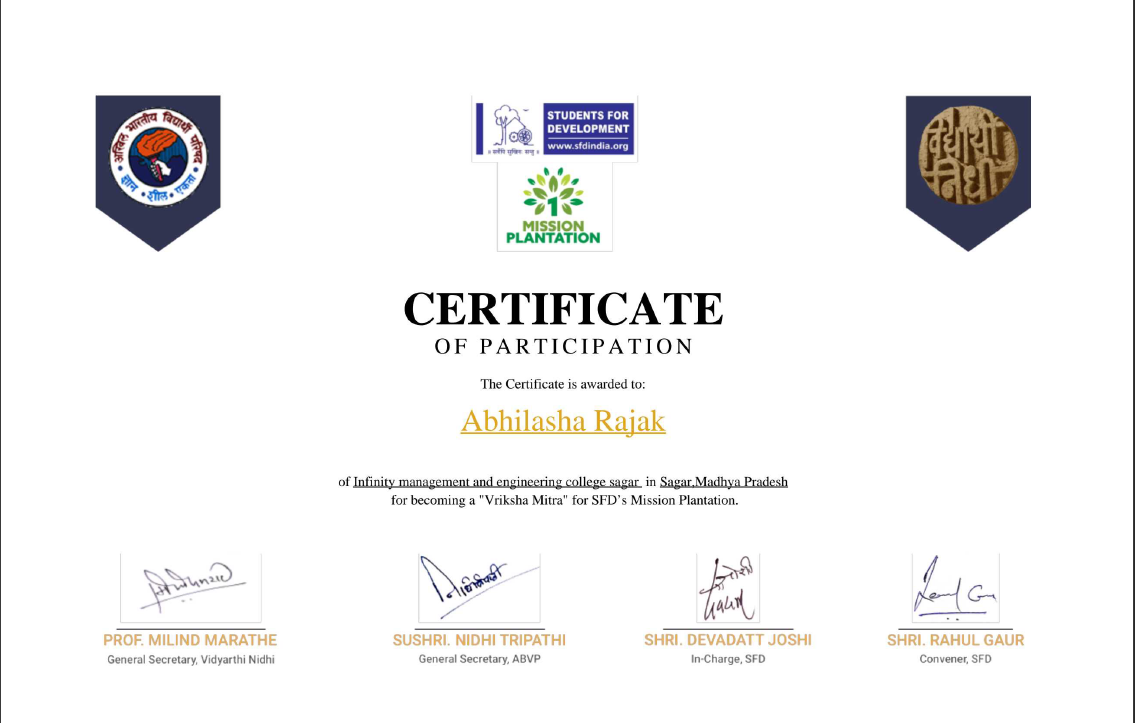 अखिल भारतीय विद्यार्थी परिषद
ज्ञान • शील • एकता
STUDENTS FOR
DEVELOPMENT
www.sfdindia.org
॥ सर्वेपि सुखिनः सन्तु ॥
विद्यार्थी
निधी
1
MISSION
PLANTATION
CERTIFICATE
OF PARTICIPATION
The Certificate is awarded to:
Abhilasha Rajak
of Infinity management and engineering college sagar in Sagar,Madhya Pradesh
for becoming a "Vriksha Mitra" for SFD's Mission Plantation.
PROF. MILIND MARATHE
General Secretary, Vidyarthi Nidhi
SUSHRI. NIDHI TRIPATHI
General Secretary, ABVP
SHRI. DEVADATT JOSHI
In-Charge, SFD
SHRI. RAHUL GAUR
Convener, SFD